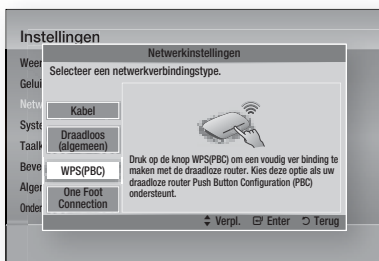 Instellingen
Netwerkinstellingen
Selecteer een netwerkverbindingstype.
Weer
Gelui
Netw
Syste
Taalk
Beve
Alger
Onder
Kabel
Draadloos
(algemeen)
WPS(PBC)
One Foot
Connection
Druk op de knop WPS(PBC) om een voudig ver binding te
maken met de draadloze router. Kies deze optie als uw
draadloze router Push Button Configuration (PBC)
ondersteunt.
Verpl. Enter Terug